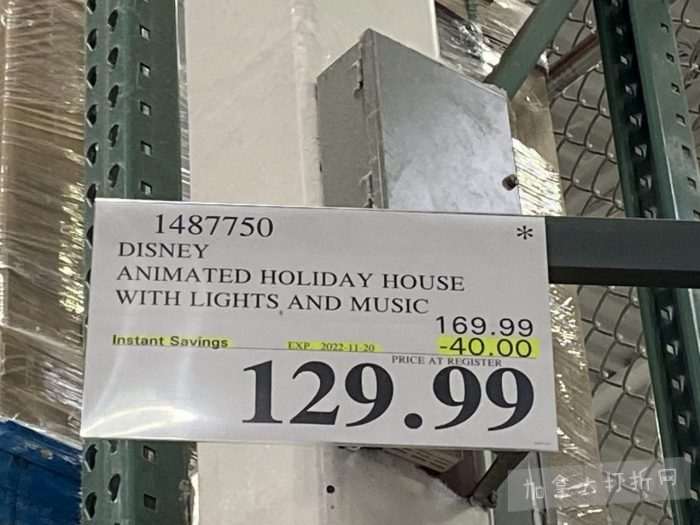 1487750 *
DISNEY
ANIMATED HOLIDAY HOUSE
WITH LIGHTS AND MUSIC
169.99
Instant Savings EXP. 2022-11-20 -40.00
PRICE AT REGISTER
129.99
加拿大打折网